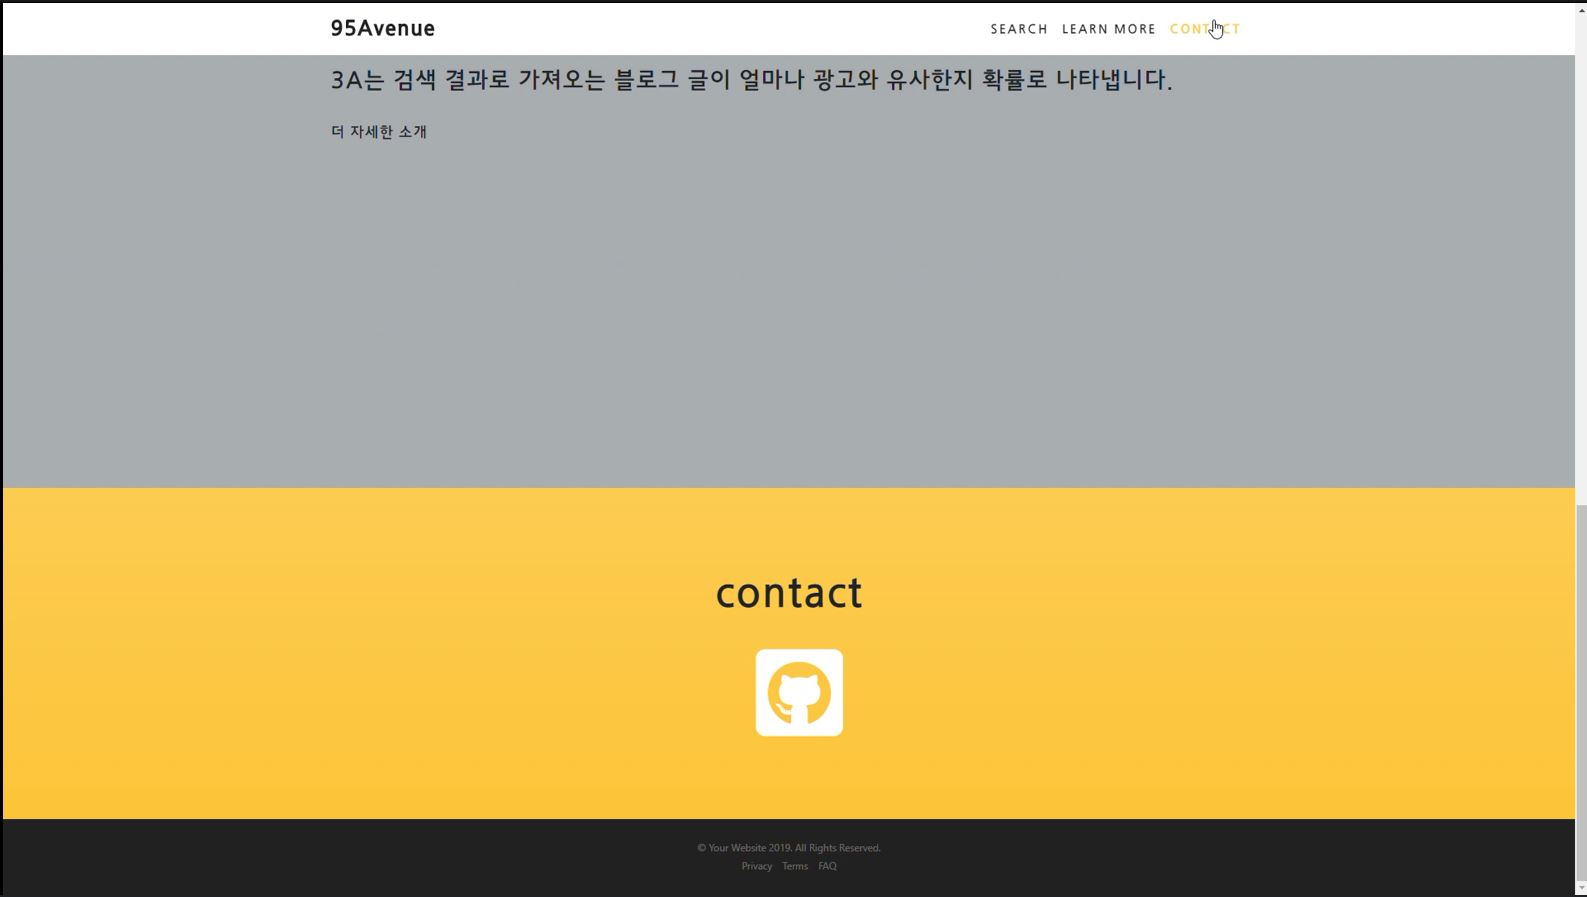 95Avenue
SEARCH LEARN MORE CONTACT
3A는 검색 결과로 가져오는 블로그 글이 얼마나 광고와 유사한지 확률로 나타냅니다.
더 자세한 소개
contact
© Your Website 2019. All Rights Reserved.
Privacy Terms FAQ